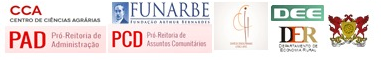 CCA
CENTRO DE CIÊNCIAS AGRÁRIAS
FUNARBE
FUNDAÇÃO ARTHUR BERNARDES
DEE
PAD Pró-Reitoria de
Administração
PCD Pró-Reitoria de
Assuntos Comunitários
DER
DEPARTAMENTO DE
ECONOMIA RURAL